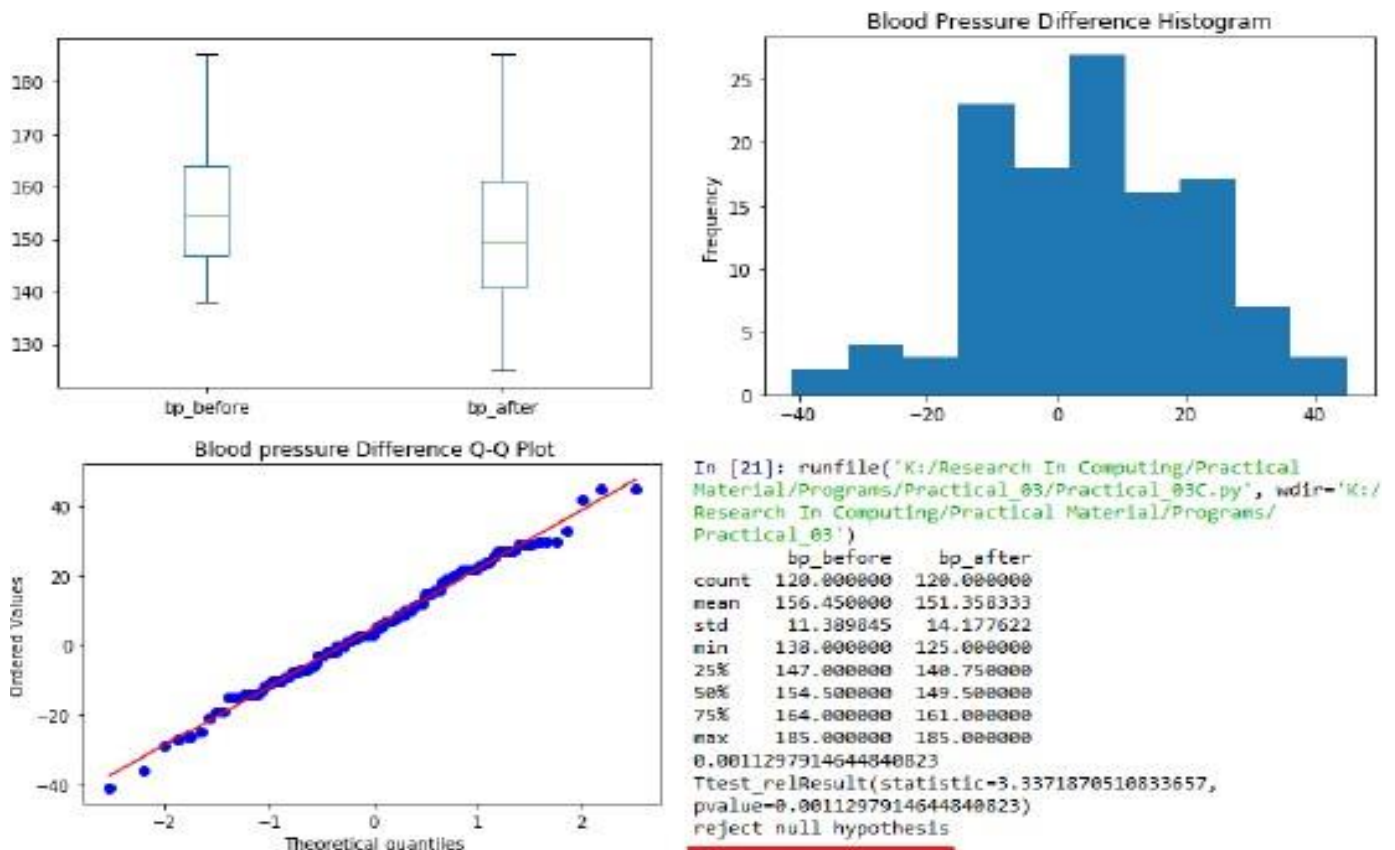 180
170
160
150
140
130
bp_before bp_after
Blood Pressure Difference Histogram
Frequency
25
20
15
10
5
0
−40 −20 0 20 40
Blood pressure Difference Q-Q Plot
Ordered Values
40
20
0
−20
−40
−2 −1 0 1 2
Theoretical quantiles
In [21]: runfile('K:/Research In Computing/Practical
Material/Programs/Practical_03/Practical_03C.py', wdir='K:/
Research In Computing/Practical Material/Programs/
Practical_03')
bp_before bp_after
count 120.000000 120.000000
mean 156.450000 151.358333
std 11.389845 14.177622
min 138.000000 125.000000
25% 147.000000 140.750000
50% 154.500000 149.500000
75% 164.000000 161.000000
max 185.000000 185.000000
0.0011297914644840823
Ttest_relResult(statistic=3.3371870510833657,
pvalue=0.0011297914644840823)
reject null hypothesis